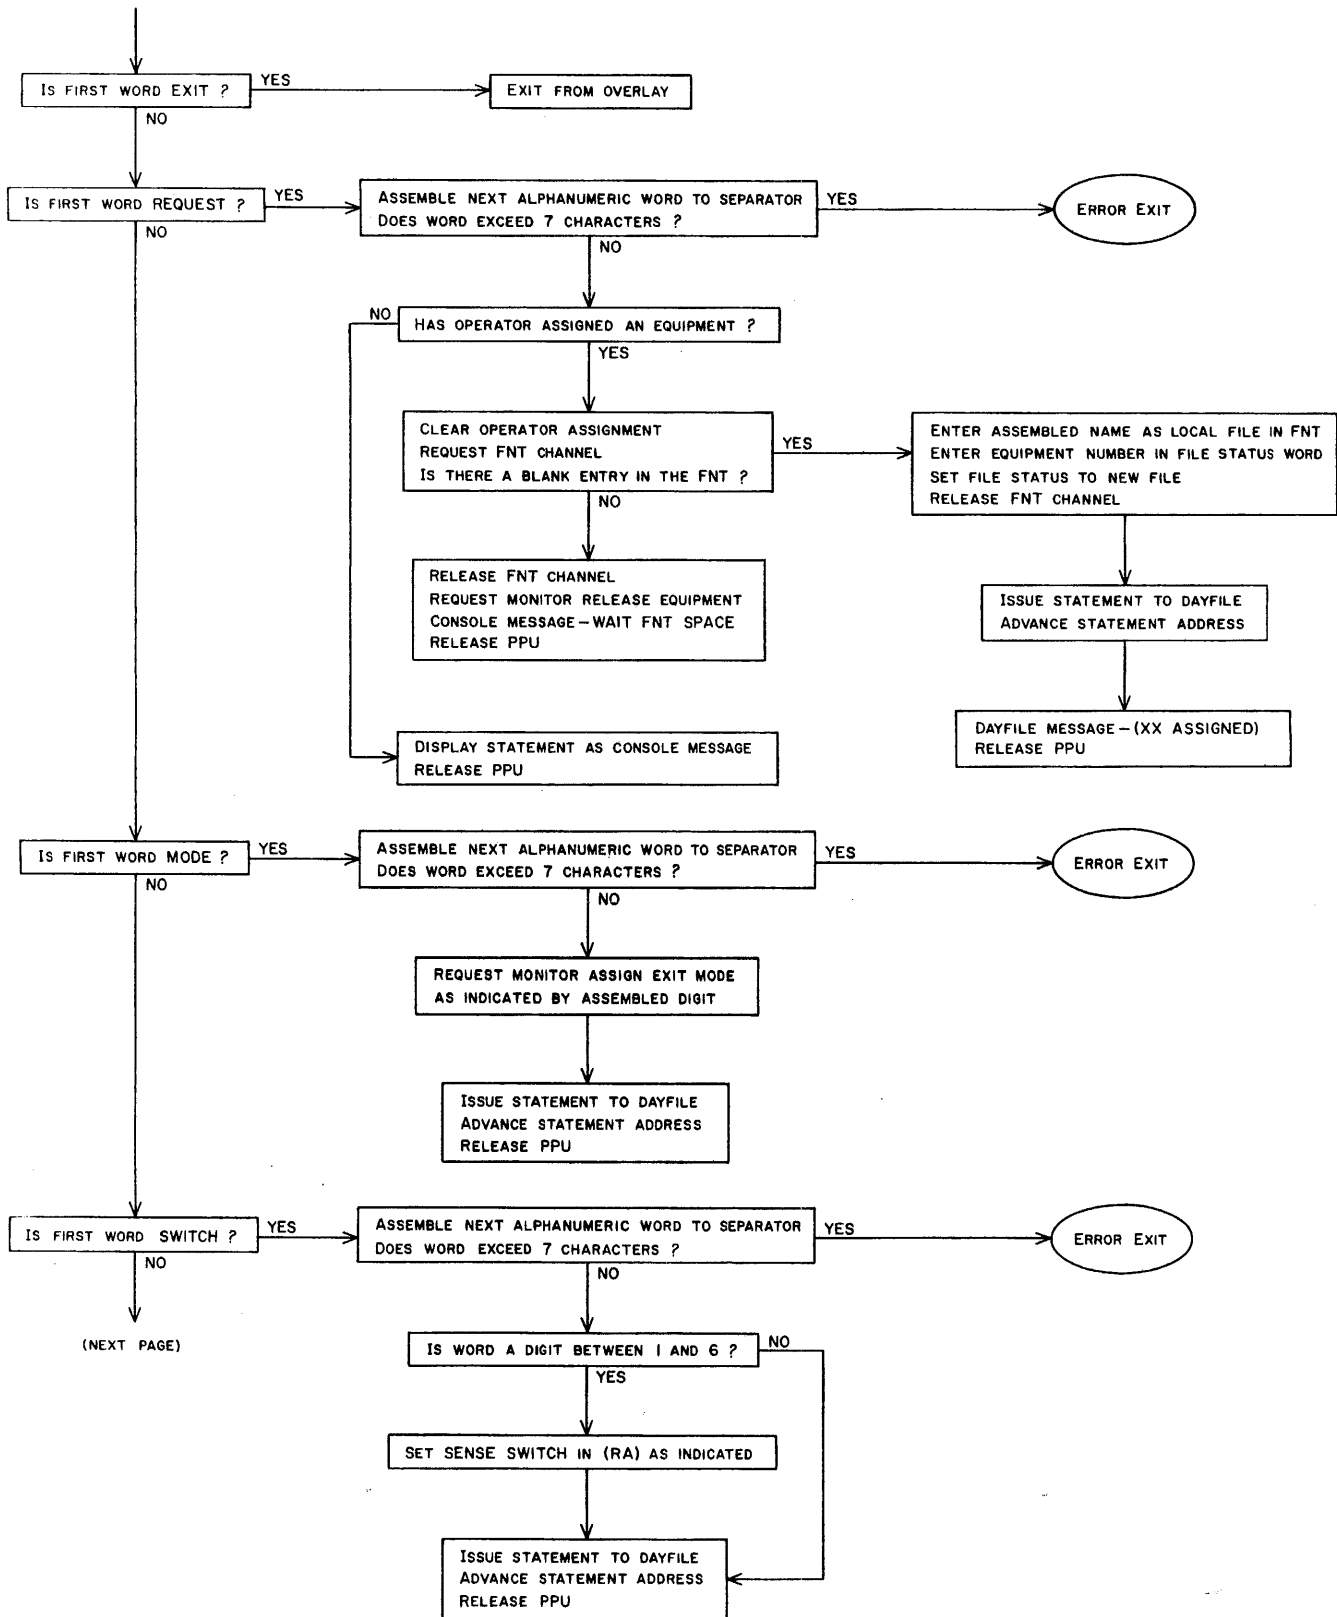 IS FIRST WORD EXIT ?
YES
EXIT FROM OVERLAY
NO
IS FIRST WORD REQUEST ?
YES
ASSEMBLE NEXT ALPHANUMERIC WORD TO SEPARATOR
DOES WORD EXCEED 7 CHARACTERS ?
YES
ERROR EXIT
NO
NO
HAS OPERATOR ASSIGNED AN EQUIPMENT ?
NO
YES
CLEAR OPERATOR ASSIGNMENT
REQUEST FNT CHANNEL
IS THERE A BLANK ENTRY IN THE FNT ?
YES
ENTER ASSEMBLED NAME AS LOCAL FILE IN FNT
ENTER EQUIPMENT NUMBER IN FILE STATUS WORD
SET FILE STATUS TO NEW FILE
RELEASE FNT CHANNEL
NO
RELEASE FNT CHANNEL
REQUEST MONITOR RELEASE EQUIPMENT
CONSOLE MESSAGE – WAIT FNT SPACE
RELEASE PPU
ISSUE STATEMENT TO DAYFILE
ADVANCE STATEMENT ADDRESS
DAYFILE MESSAGE – (XX ASSIGNED)
RELEASE PPU
DISPLAY STATEMENT AS CONSOLE MESSAGE
RELEASE PPU
IS FIRST WORD MODE ?
YES
ASSEMBLE NEXT ALPHANUMERIC WORD TO SEPARATOR
DOES WORD EXCEED 7 CHARACTERS ?
YES
ERROR EXIT
NO
NO
REQUEST MONITOR ASSIGN EXIT MODE
AS INDICATED BY ASSEMBLED DIGIT
ISSUE STATEMENT TO DAYFILE
ADVANCE STATEMENT ADDRESS
RELEASE PPU
IS FIRST WORD SWITCH ?
YES
ASSEMBLE NEXT ALPHANUMERIC WORD TO SEPARATOR
DOES WORD EXCEED 7 CHARACTERS ?
YES
ERROR EXIT
NO
NO
(NEXT PAGE)
IS WORD A DIGIT BETWEEN 1 AND 6 ?
NO
YES
SET SENSE SWITCH IN (RA) AS INDICATED
ISSUE STATEMENT TO DAYFILE
ADVANCE STATEMENT ADDRESS
RELEASE PPU